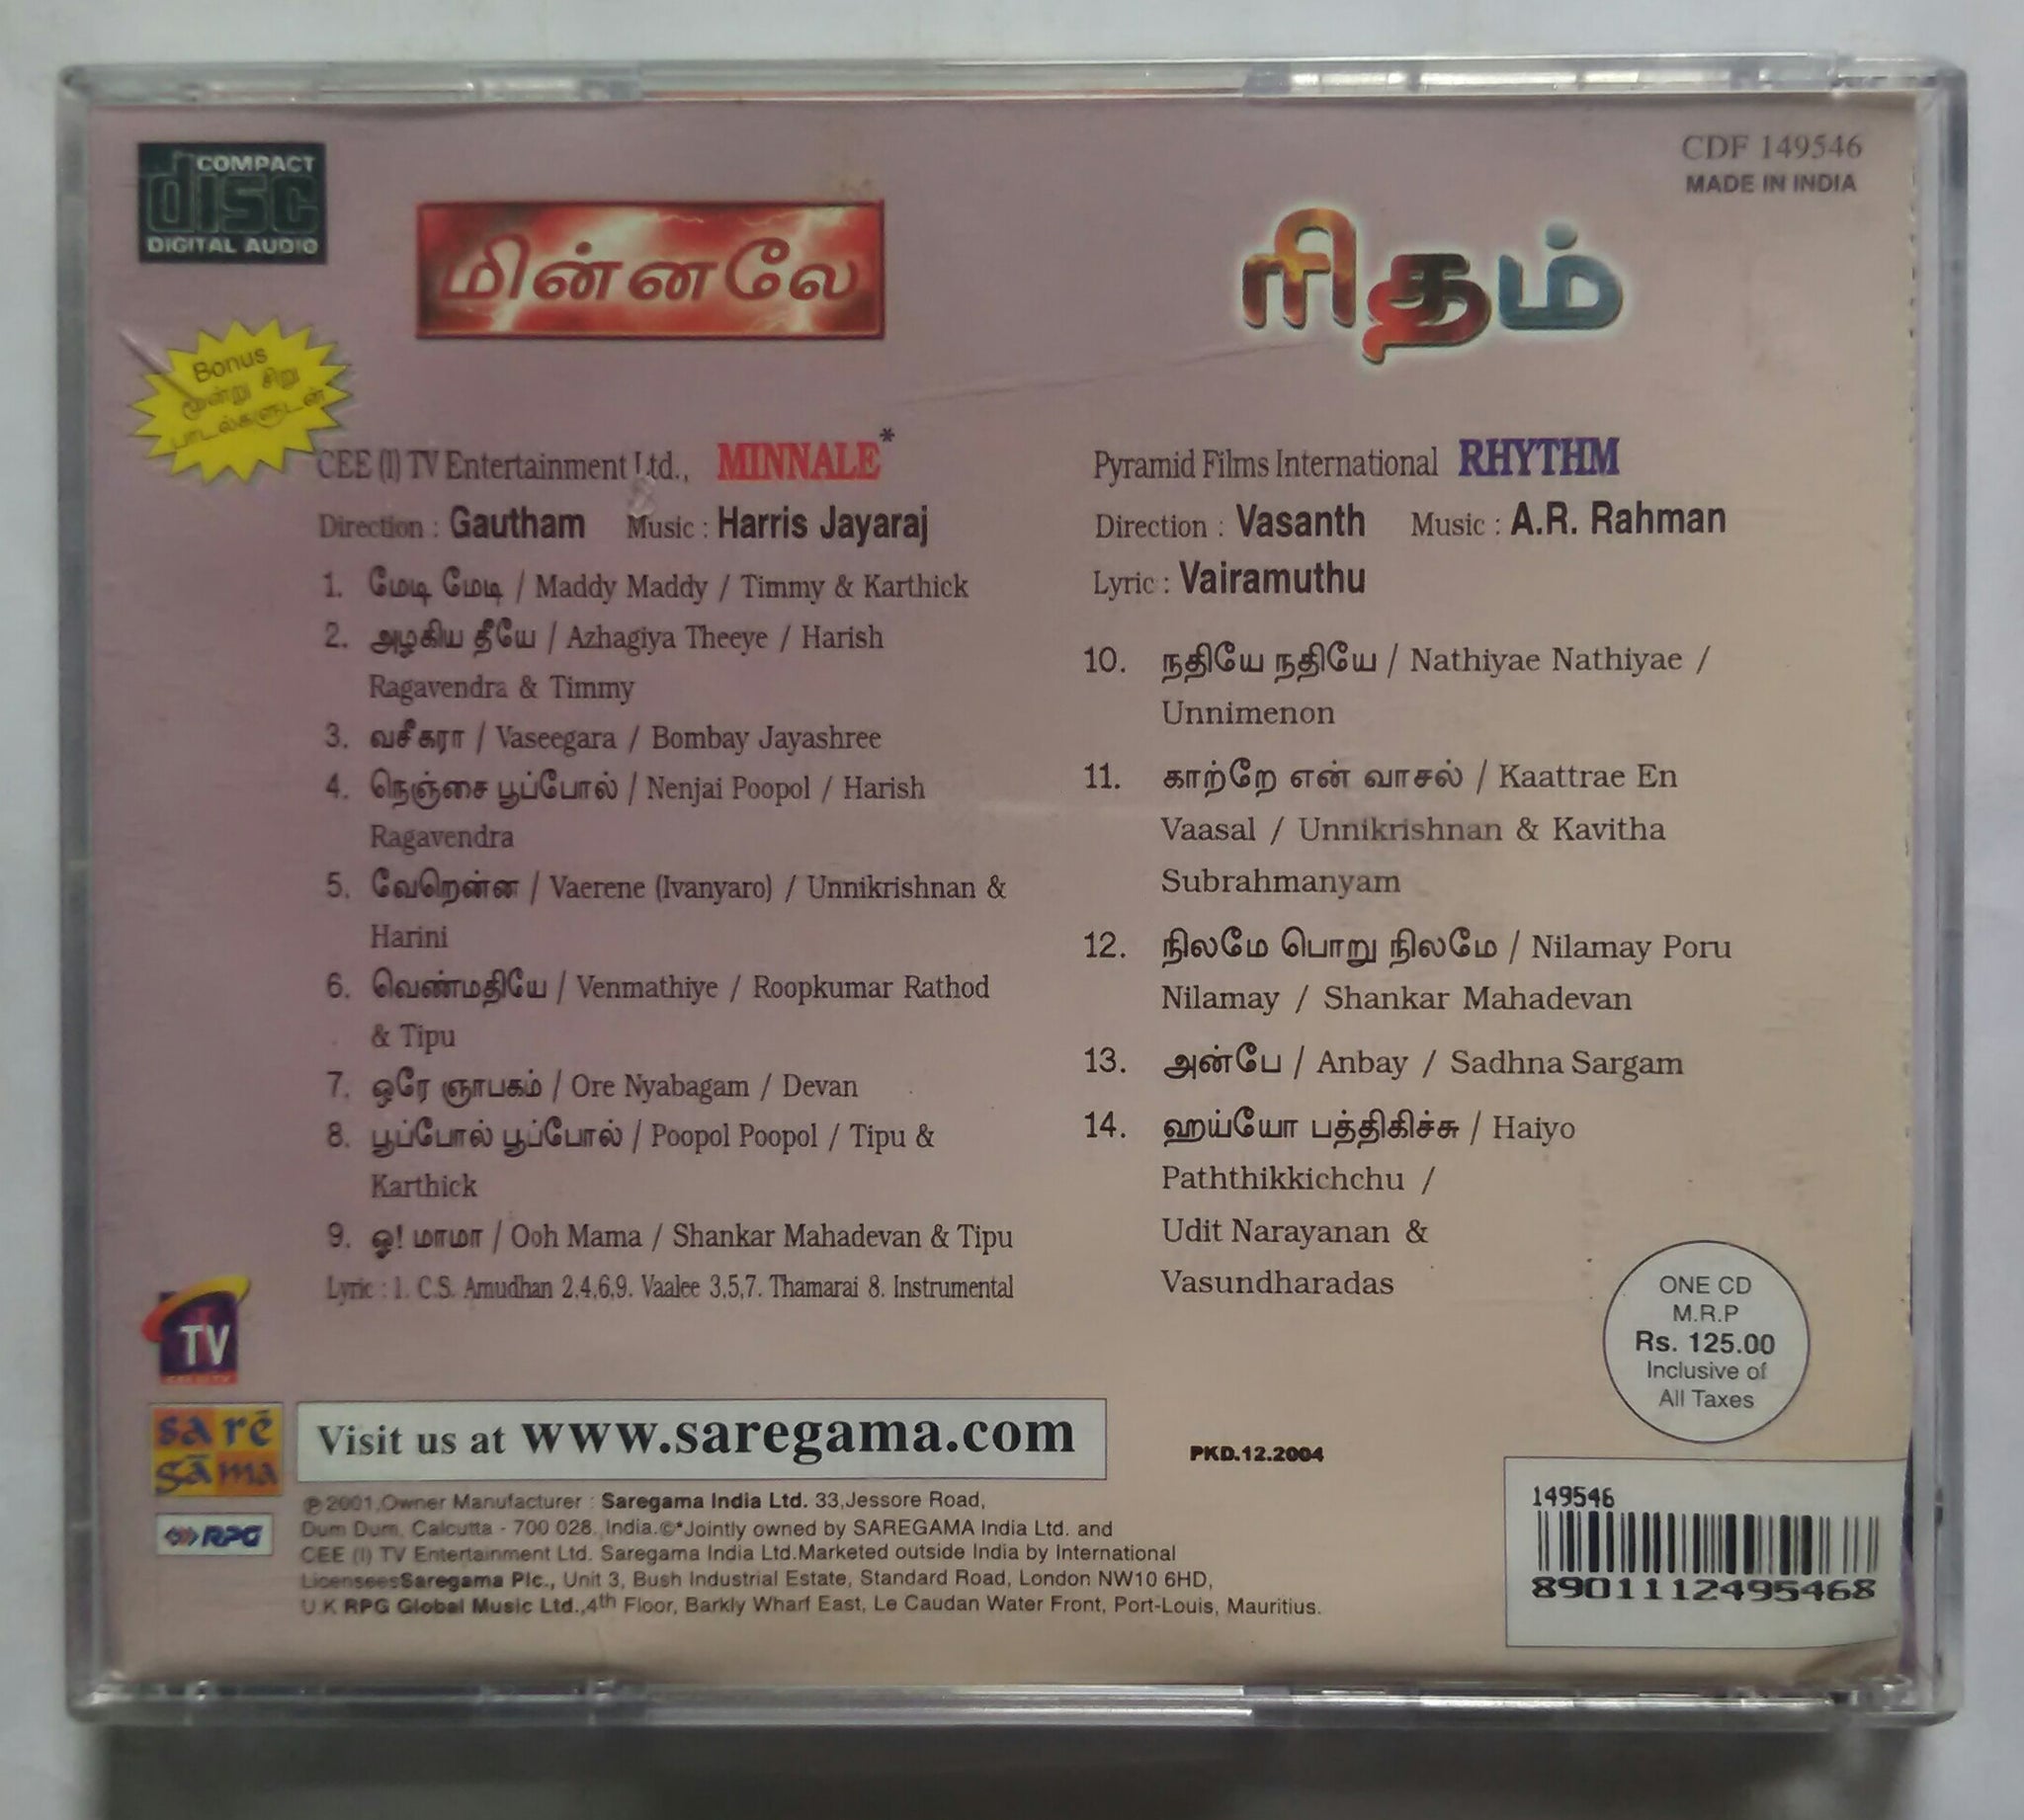 COMPACT
disc
DIGITAL AUDIO
CDF 149546
MADE IN INDIA
மின்னலே
ரிதம்
Bonus
மூன்று சிறு
பாடல்களுடன்
CEE (I) TV Entertainment Ltd., MINNALE*
Direction : Gautham Music : Harris Jayaraj
1. மேடி மேடி / Maddy Maddy / Timmy & Karthick
2. அழகிய தீயே / Azhagiya Theeye / Harish
Ragavendra & Timmy
3. வசீகரா / Vaseegara / Bombay Jayashree
4. நெஞ்சை பூப்போல் / Nenjai Poopol / Harish
Ragavendra
5. வேறென்ன / Vaerene (Ivanyaro) / Unnikrishnan &
Harini
6. வெண்மதியே / Venmathiye / Roopkumar Rathod
& Tipu
7. ஒரே ஞாபகம் / Ore Nyabagam / Devan
8. பூப்போல் பூப்போல் / Poopol Poopol / Tipu &
Karthick
9. ஓ! மாமா / Ooh Mama / Shankar Mahadevan & Tipu
Lyric : 1. C.S. Amudhan 2,4,6,9. Vaalee 3,5,7. Thamarai 8. Instrumental
Pyramid Films International RHYTHM
Direction : Vasanth Music : A.R. Rahman
Lyric : Vairamuthu
10. நதியே நதியே / Nathiyae Nathiyae /
Unnimenon
11. காற்றே என் வாசல் / Kaattrae En
Vaasal / Unnikrishnan & Kavitha
Subrahmanyam
12. நிலமே பொறு நிலமே / Nilamay Poru
Nilamay / Shankar Mahadevan
13. அன்பே / Anbay / Sadhna Sargam
14. ஹய்யோ பத்திகிச்சு / Haiyo
Paththikkichchu /
Udit Narayanan &
Vasundharadas
ONE CD
M.R.P
Rs. 125.00
Inclusive of
All Taxes
TV
sa rē
gā ma
RPG
Visit us at www.saregama.com
PKD.12.2004
℗2001,Owner Manufacturer : Saregama India Ltd. 33,Jessore Road,
Dum Dum, Calcutta - 700 028. India.©*Jointly owned by SAREGAMA India Ltd. and
CEE (I) TV Entertainment Ltd. Saregama India Ltd.Marketed outside India by International
LicenseesSaregama Plc., Unit 3, Bush Industrial Estate, Standard Road, London NW10 6HD,
U.K RPG Global Music Ltd.,4th Floor, Barkly Wharf East, Le Caudan Water Front, Port-Louis, Mauritius.
149546
8901112495468